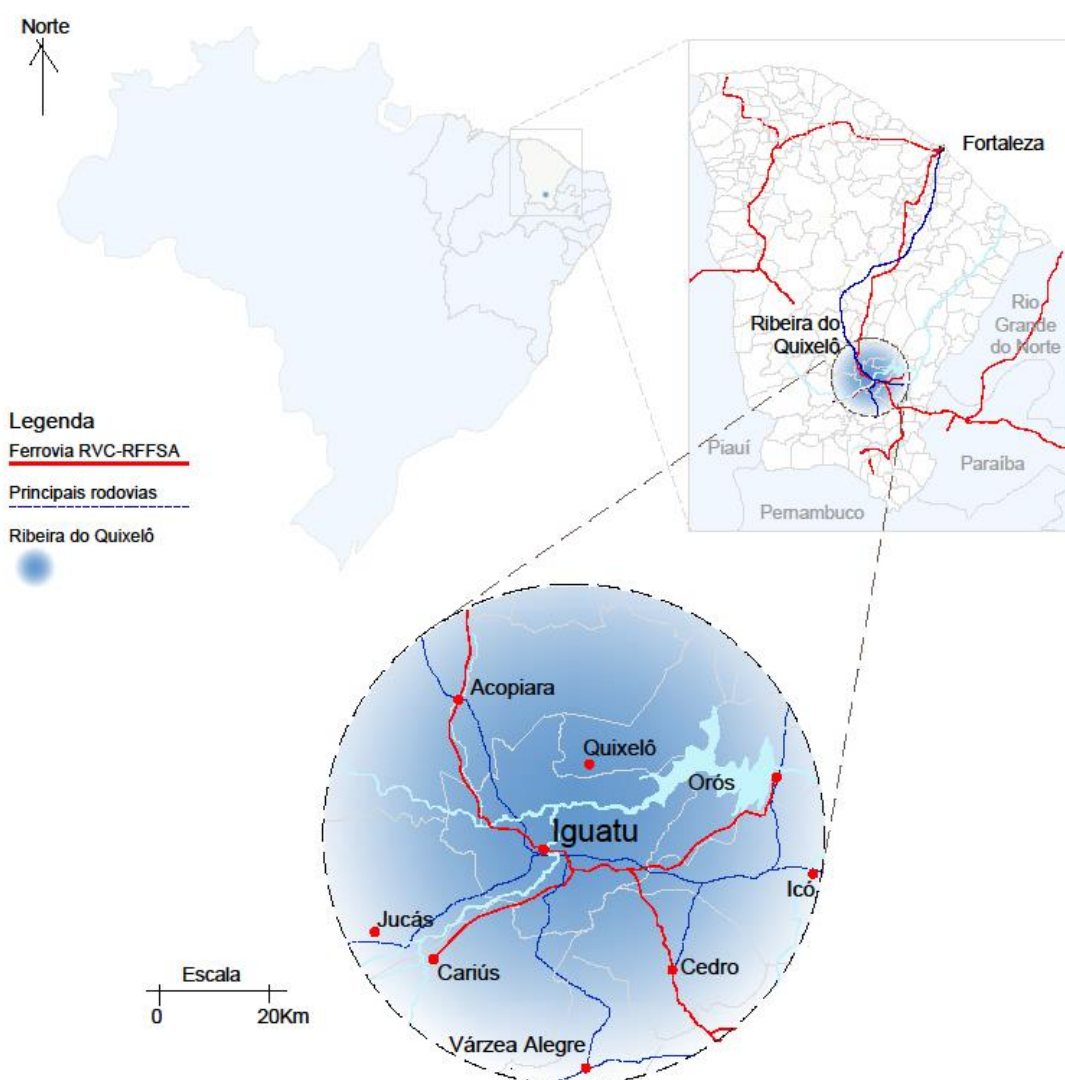 Norte
Fortaleza
Rio
Grande
do Norte
Ribeira do
Quixelô
Piauí
Paraíba
Pernambuco
Legenda
Ferrovia RVC-RFFSA
Principais rodovias
Ribeira do Quixelô
Acopiara
Quixelô
Orós
Iguatu
Icó
Jucás
Cariús
Cedro
Escala
0 20Km
Várzea Alegre